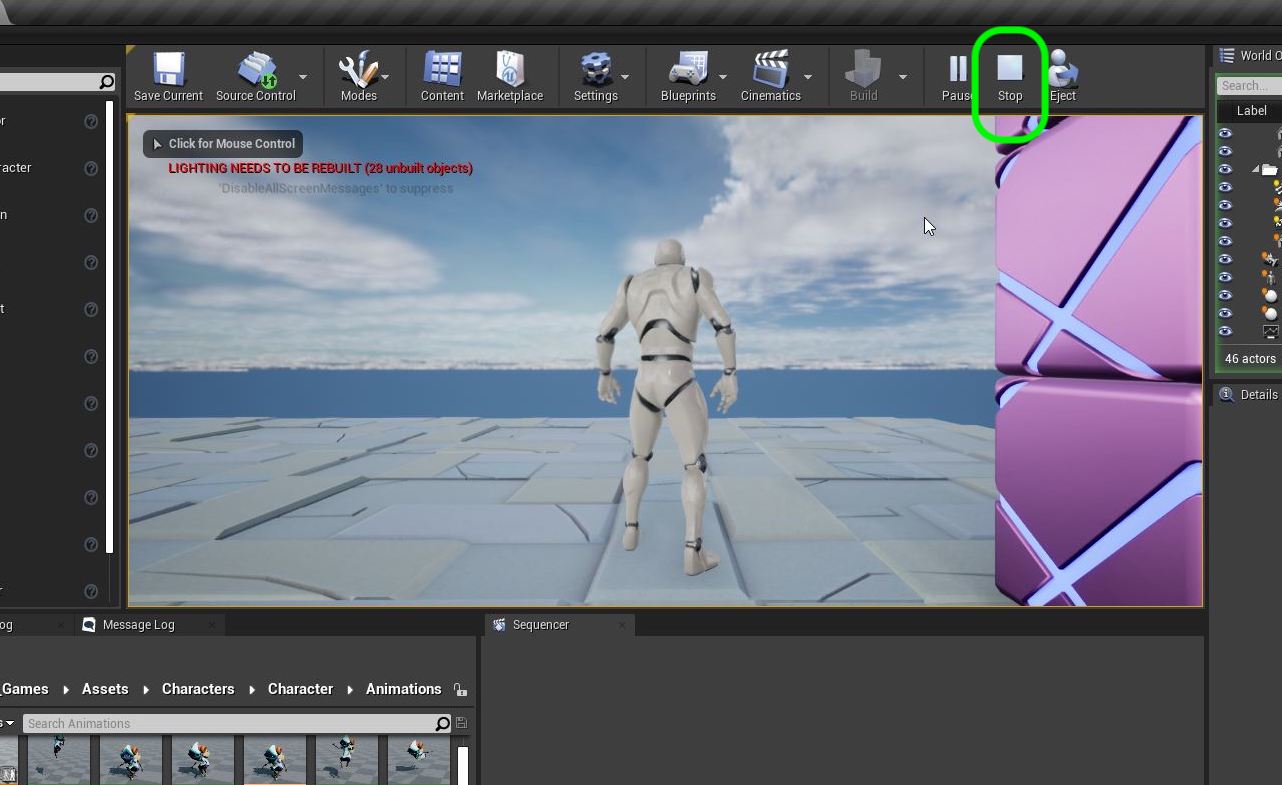 Save Current
Source Control
Modes
Content
Marketplace
Settings
Blueprints
Cinematics
Build
Stop
Eject
World O
Search...
Label
Click for Mouse Control
LIGHTING NEEDS TO BE REBUILT (28 unbuilt objects)
'DisableAllScreenMessages' to suppress
or
racter
n
t
r
46 actors
Details
og
Message Log
Sequencer
_Games
Assets
Characters
Character
Animations
s
Search Animations